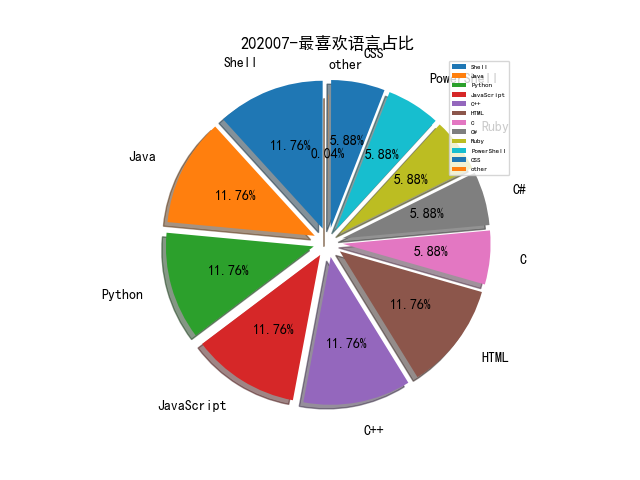 202007-最喜欢语言占比
Shell
Java
Python
JavaScript
C++
HTML
C
C#
Ruby
PowerShell
CSS
other
11.76%
11.76%
11.76%
11.76%
11.76%
11.76%
5.88%
5.88%
5.88%
5.88%
5.88%
0.04%
Shell
Java
Python
JavaScript
C++
HTML
C
C#
Ruby
PowerShell
CSS
other